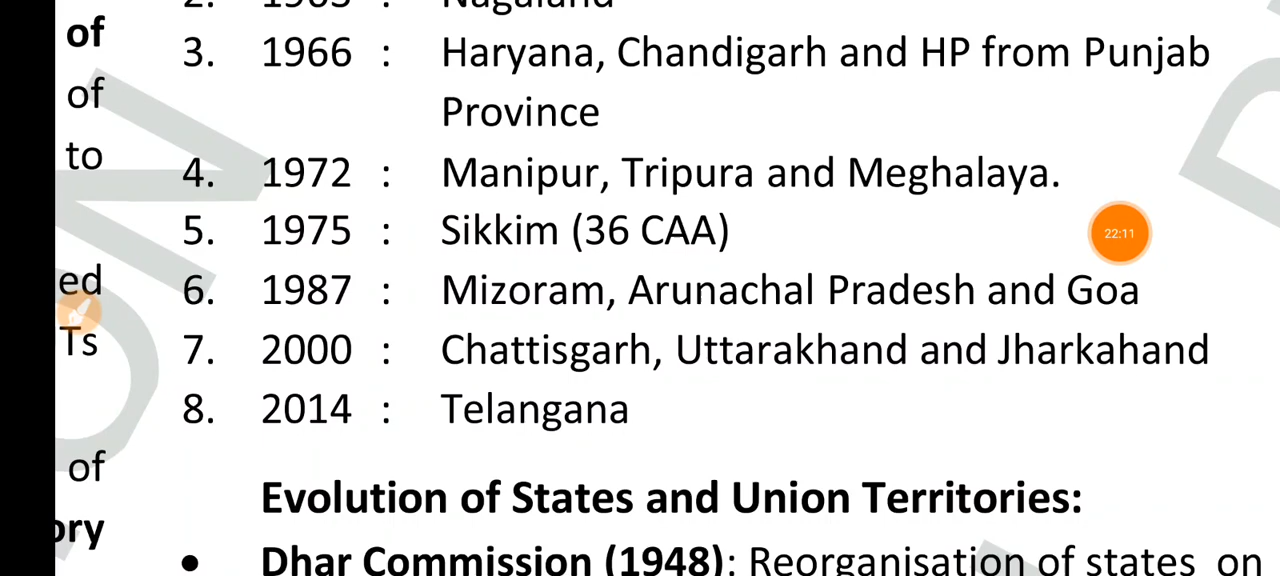 2. 1963 : Nagaland
of
3. 1966 : Haryana, Chandigarh and HP from Punjab
of
Province
to
4. 1972 : Manipur, Tripura and Meghalaya.
5. 1975 : Sikkim (36 CAA)
22:11
ed
6. 1987 : Mizoram, Arunachal Pradesh and Goa
Ts
7. 2000 : Chattisgarh, Uttarakhand and Jharkahand
8. 2014 : Telangana
of
Evolution of States and Union Territories:
ory
• Dhar Commission (1948): Reorganisation of states on